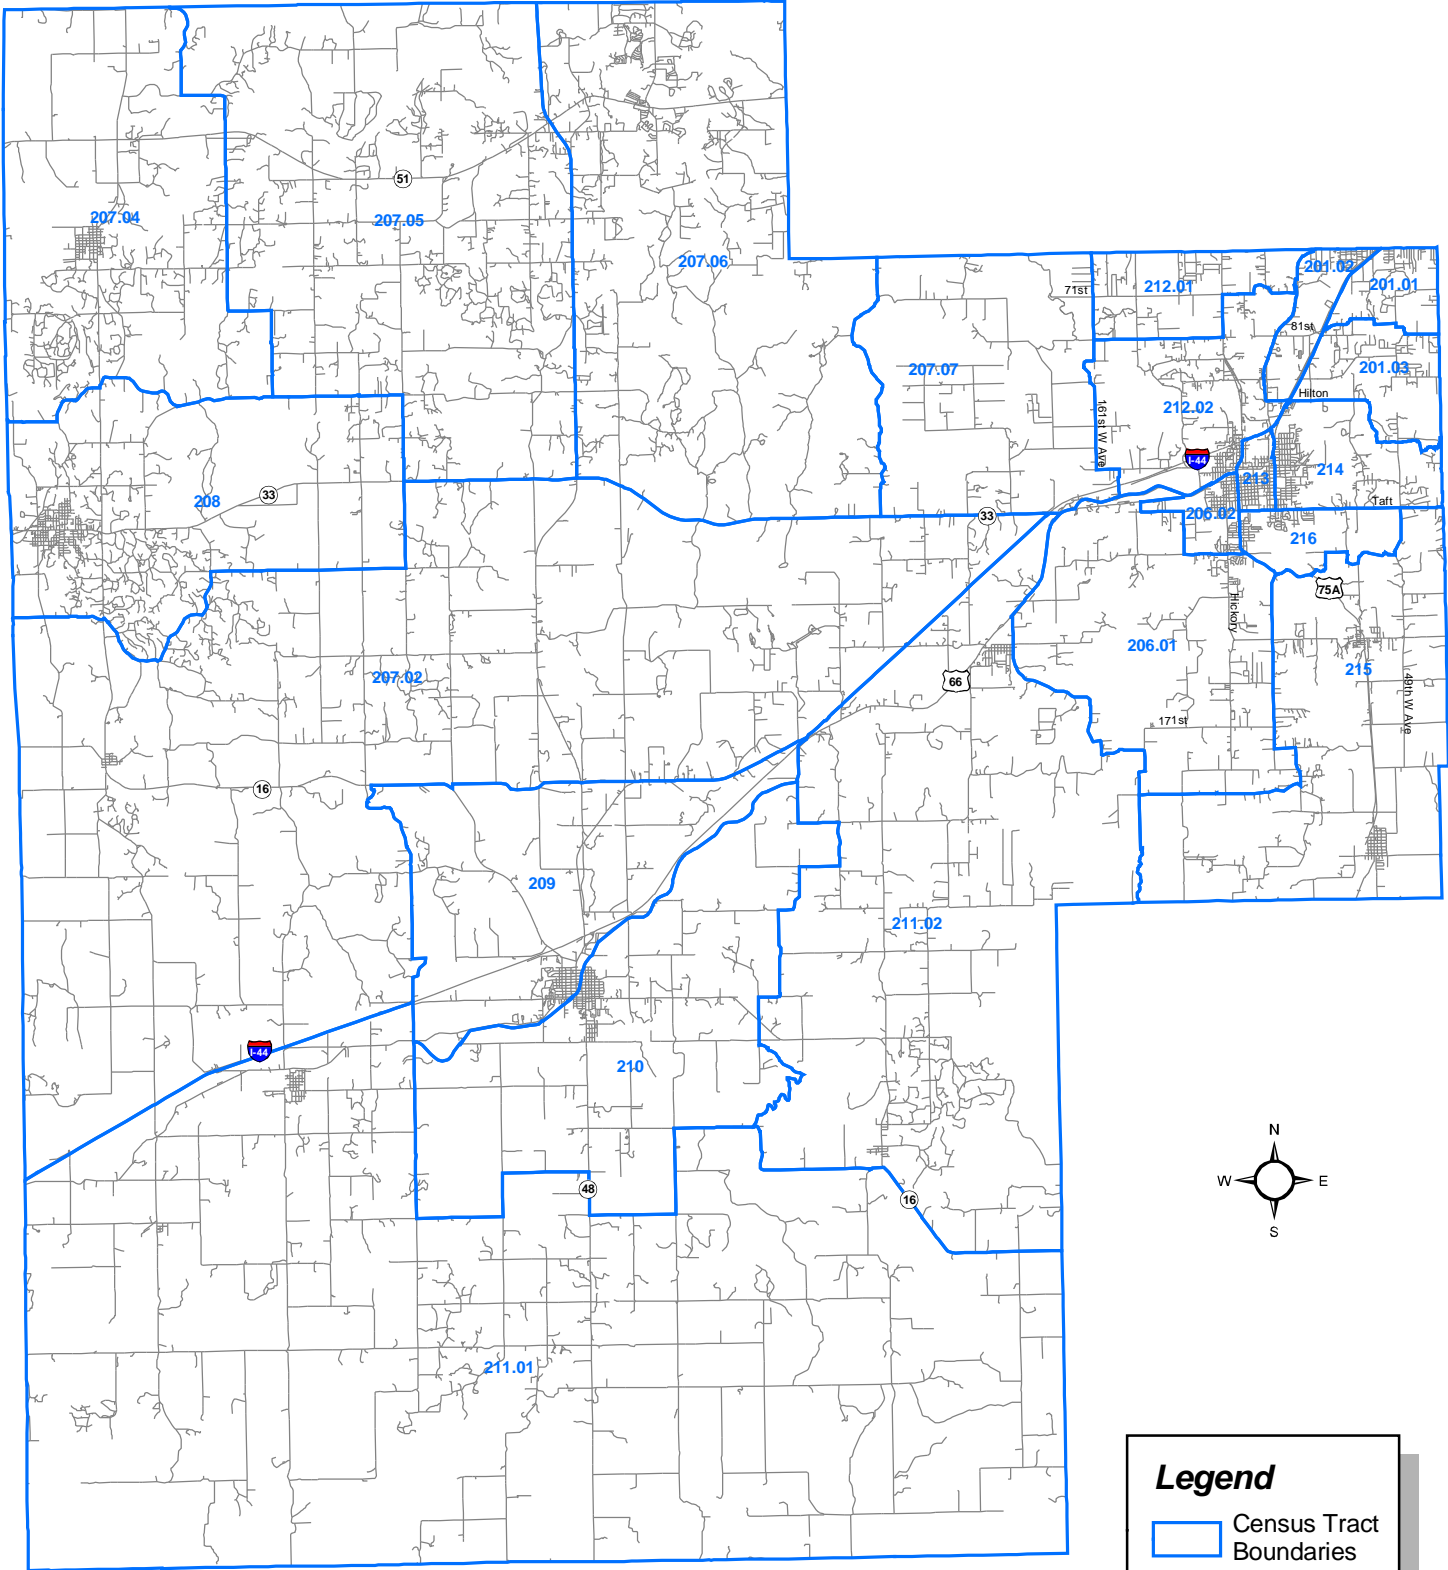 51
207.04
207.05
207.06
201.02
201.01
212.01
71st
81st
207.07
201.03
Hilton
212.02
161st W Ave
I-44
214
213
208
33
Taft
33
206.02
216
75A
Hickory
206.01
215
207.02
66
49th W Ave
171st
16
209
211.02
I-44
210
N
W
E
S
48
16
211.01
Legend
Census Tract
Boundaries